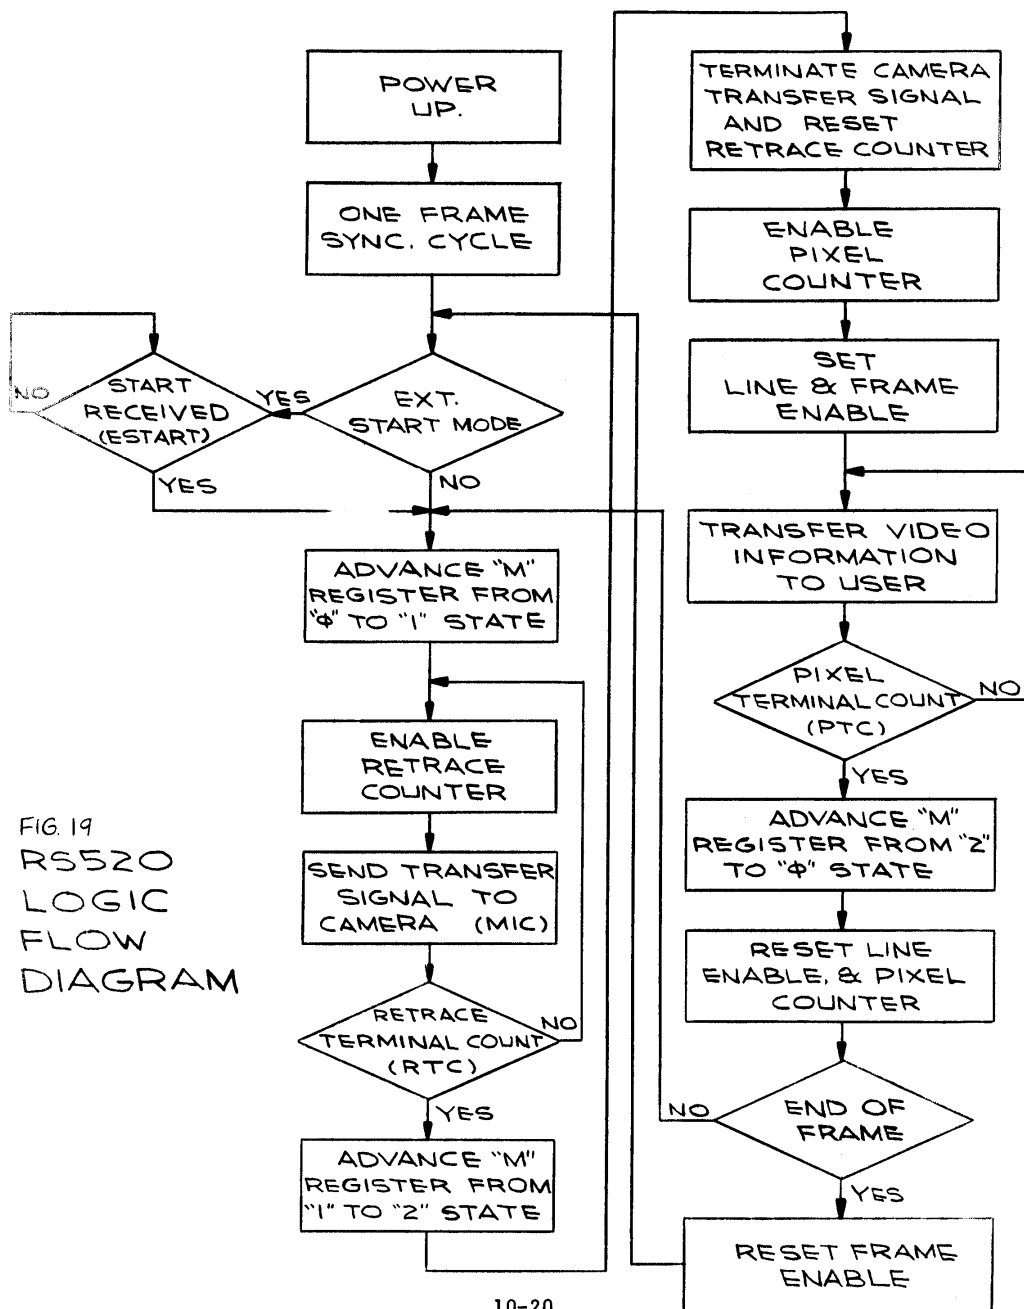 POWER
UP.
ONE FRAME
SYNC. CYCLE
EXT.
START MODE
YES
NO
START
RECEIVED
(ESTART)
NO
YES
ADVANCE "M"
REGISTER FROM
"Φ" TO "1" STATE
ENABLE
RETRACE
COUNTER
SEND TRANSFER
SIGNAL TO
CAMERA (MIC)
RETRACE
TERMINAL COUNT
(RTC)
NO
YES
ADVANCE "M"
REGISTER FROM
"1" TO "2" STATE
TERMINATE CAMERA
TRANSFER SIGNAL
AND RESET
RETRACE COUNTER
ENABLE
PIXEL
COUNTER
SET
LINE & FRAME
ENABLE
TRANSFER VIDEO
INFORMATION
TO USER
PIXEL
TERMINAL COUNT
(PTC)
NO
YES
ADVANCE "M"
REGISTER FROM "2"
TO "Φ" STATE
RESET LINE
ENABLE, & PIXEL
COUNTER
END OF
FRAME
NO
YES
RESET FRAME
ENABLE
FIG. 19
RS520
LOGIC
FLOW
DIAGRAM
10-20